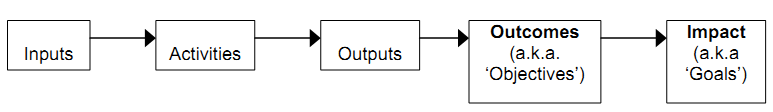 Inputs
Activities
Outputs
Outcomes
(a.k.a.
‘Objectives’)
Impact
(a.k.a
‘Goals’)